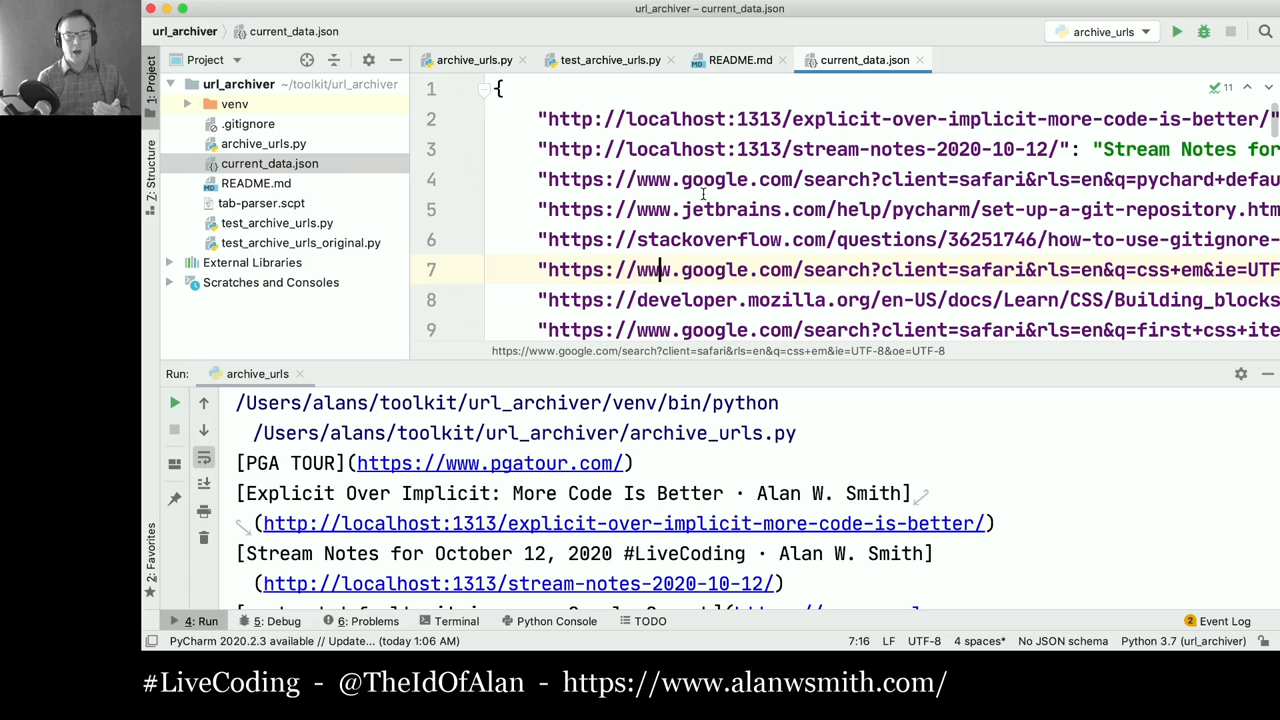 url_archiver – current_data.json
url_archiver
current_data.json
archive_urls
Project
archive_urls.py
test_archive_urls.py
README.md
current_data.json
1: Project
Z: Structure
2: Favorites
url_archiver ~/toolkit/url_archiver
venv
.gitignore
archive_urls.py
current_data.json
README.md
tab-parser.scpt
test_archive_urls.py
test_archive_urls_original.py
External Libraries
Scratches and Consoles
11
1 {
2 "http://localhost:1313/explicit-over-implicit-more-code-is-better/"
3 "http://localhost:1313/stream-notes-2020-10-12/": "Stream Notes for
4 "https://www.google.com/search?client=safari&rls=en&q=pychard+defau
5 "https://www.jetbrains.com/help/pycharm/set-up-a-git-repository.htm
6 "https://stackoverflow.com/questions/36251746/how-to-use-gitignore-
7 "https://www.google.com/search?client=safari&rls=en&q=css+em&ie=UTF
8 "https://developer.mozilla.org/en-US/docs/Learn/CSS/Building_blocks
9 "https://www.google.com/search?client=safari&rls=en&q=first+css+ite
https://www.google.com/search?client=safari&rls=en&q=css+em&ie=UTF-8&oe=UTF-8
Run:
archive_urls
/Users/alans/toolkit/url_archiver/venv/bin/python
/Users/alans/toolkit/url_archiver/archive_urls.py
[PGA TOUR](https://www.pgatour.com/)
[Explicit Over Implicit: More Code Is Better · Alan W. Smith]
(http://localhost:1313/explicit-over-implicit-more-code-is-better/)
[Stream Notes for October 12, 2020 #LiveCoding · Alan W. Smith]
(http://localhost:1313/stream-notes-2020-10-12/)
4: Run
5: Debug
6: Problems
Terminal
Python Console
TODO
2 Event Log
PyCharm 2020.2.3 available // Update... (today 1:06 AM)
7:16 LF UTF-8 4 spaces* No JSON schema Python 3.7 (url_archiver)
#LiveCoding - @TheIdOfAlan - https://www.alanwsmith.com/